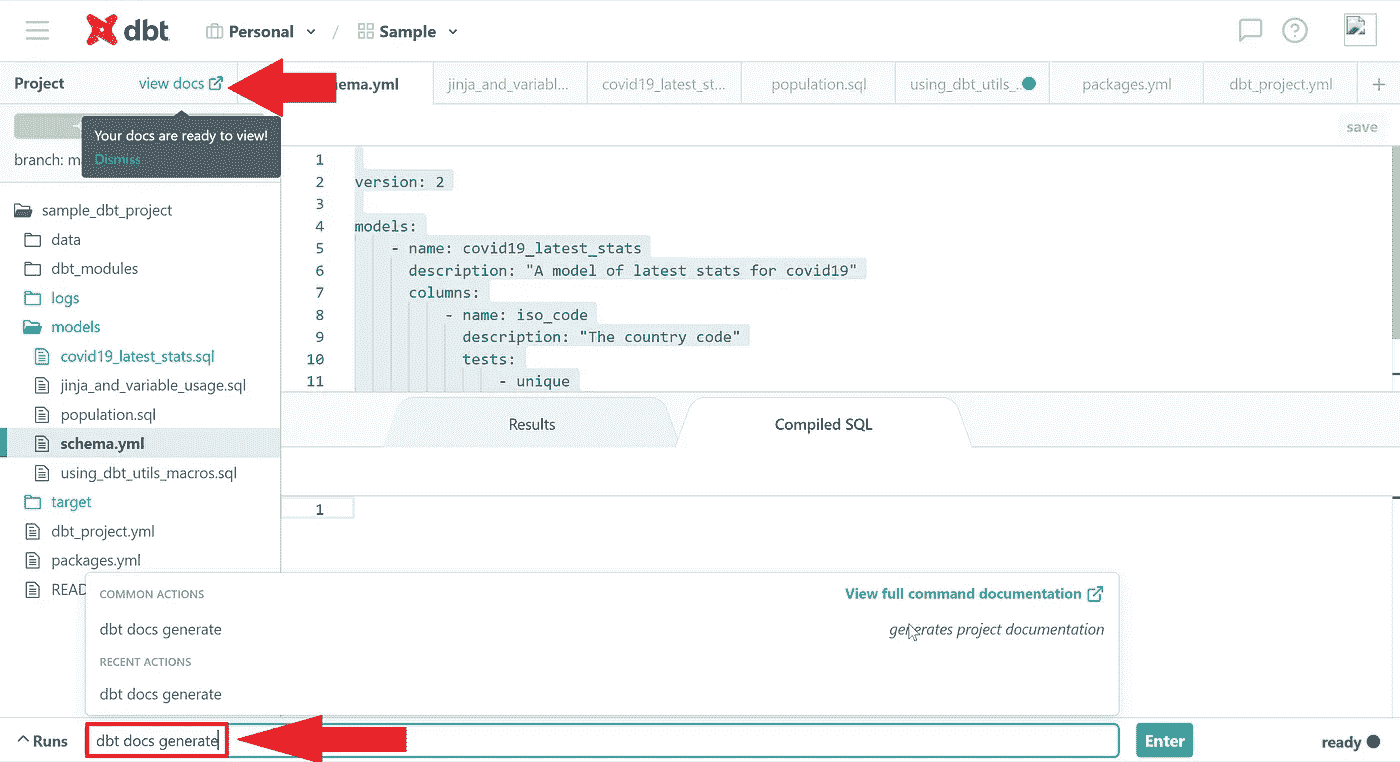 dbt
Personal
/
Sample
Project
view docs
ema.yml
jinja_and_variabl...
covid19_latest_st...
population.sql
using_dbt_utils_...
packages.yml
dbt_project.yml
+
Your docs are ready to view!
Dismiss
save
branch: m
sample_dbt_project
data
dbt_modules
logs
models
covid19_latest_stats.sql
jinja_and_variable_usage.sql
population.sql
schema.yml
using_dbt_utils_macros.sql
target
dbt_project.yml
packages.yml
READ
1
2 version: 2
3
4 models:
5 - name: covid19_latest_stats
6 description: "A model of latest stats for covid19"
7 columns:
8 - name: iso_code
9 description: "The country code"
10 tests:
11 - unique
Results
Compiled SQL
1
COMMON ACTIONS
View full command documentation
dbt docs generate
generates project documentation
RECENT ACTIONS
dbt docs generate
Runs
dbt docs generate
Enter
ready